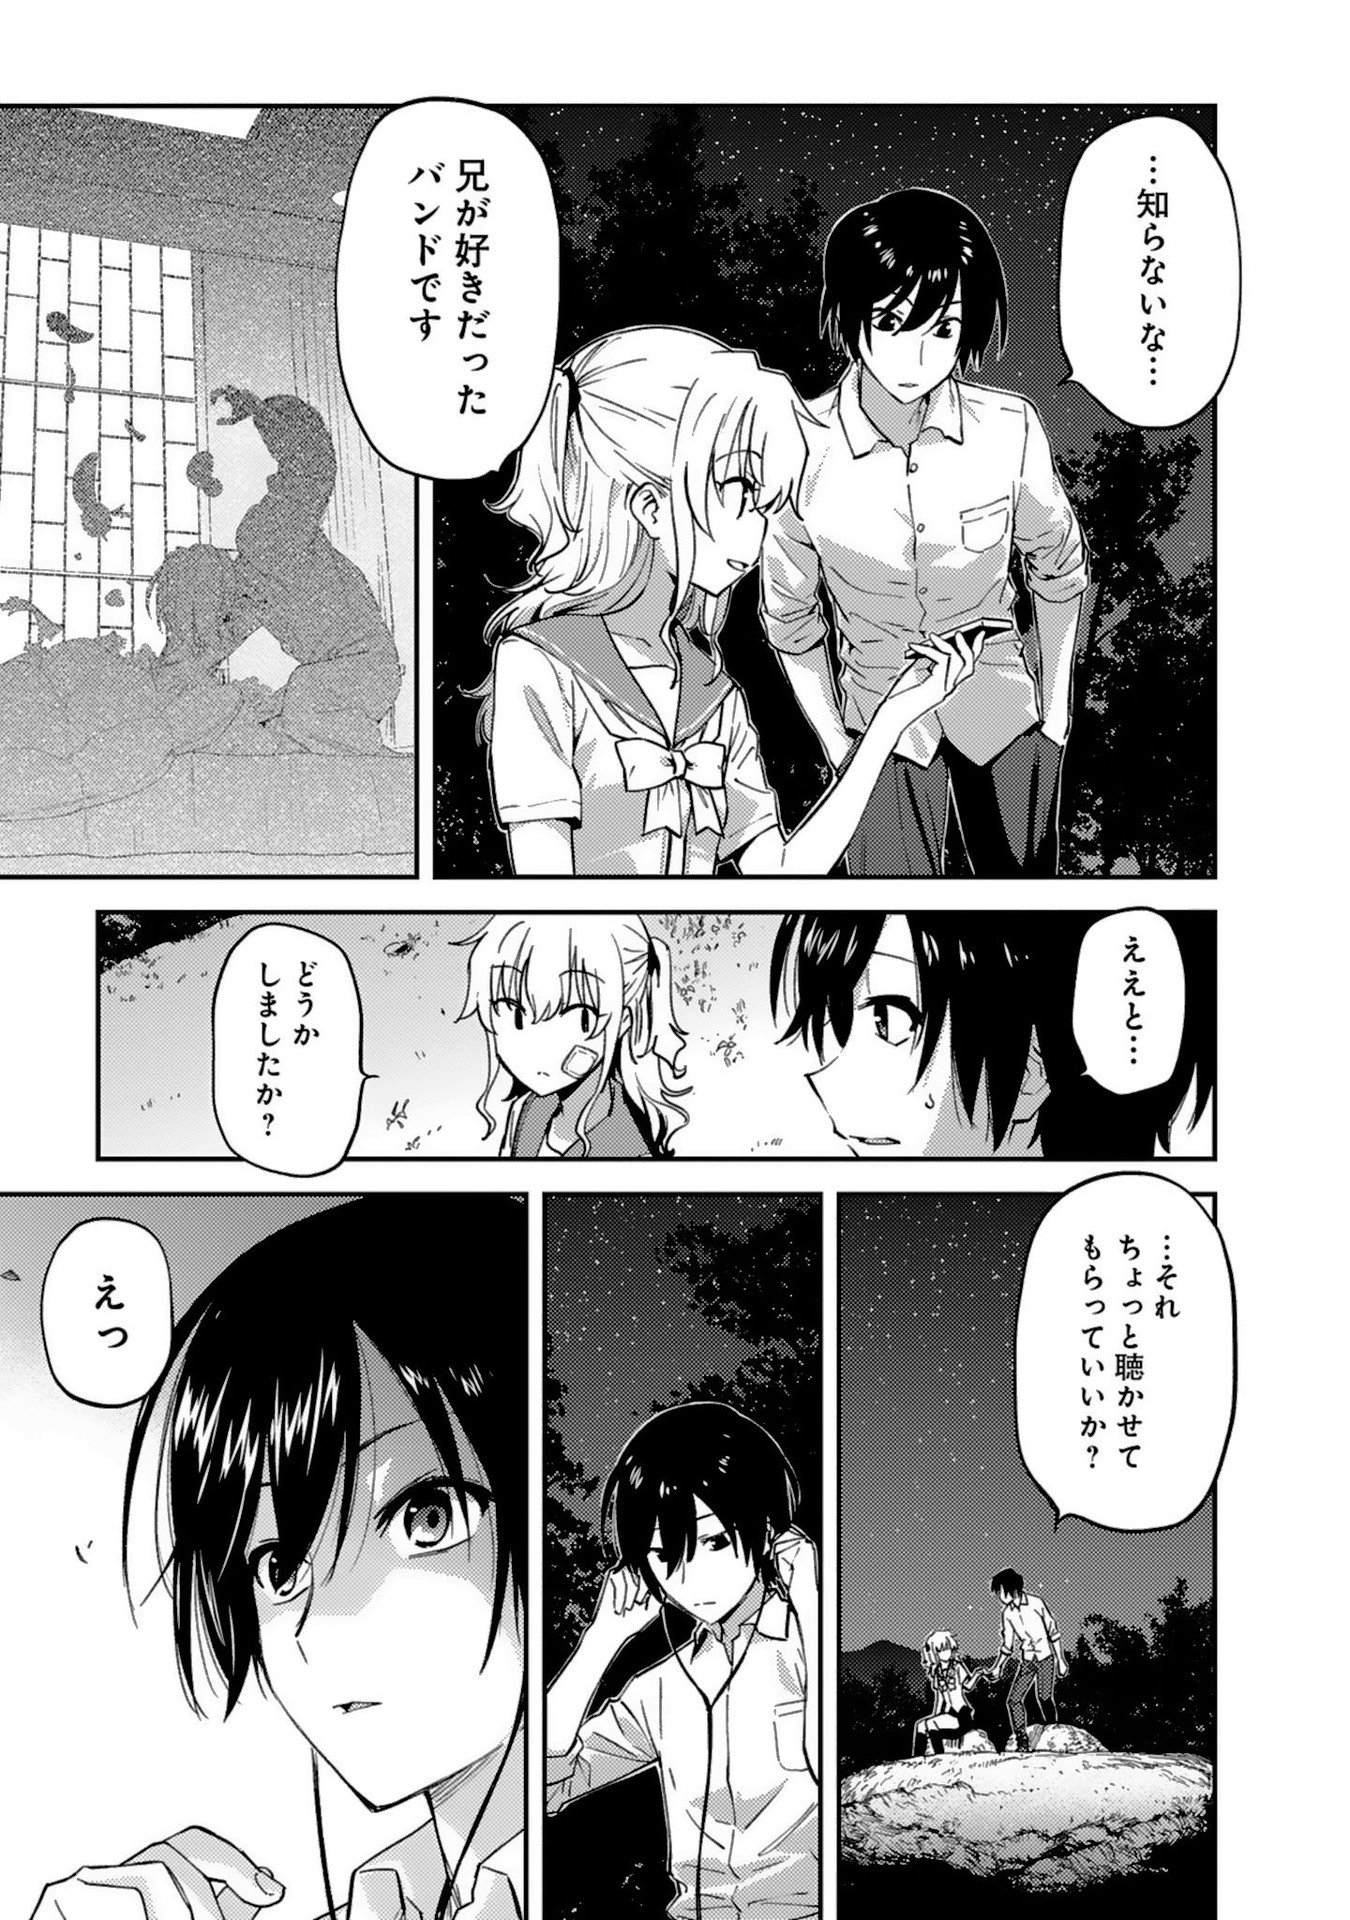 …知らないな…
兄が好きだった
バンドです
ええと…
どうか
しましたか？
…それ
ちょっと聴かせて
もらっていいか？
えっ